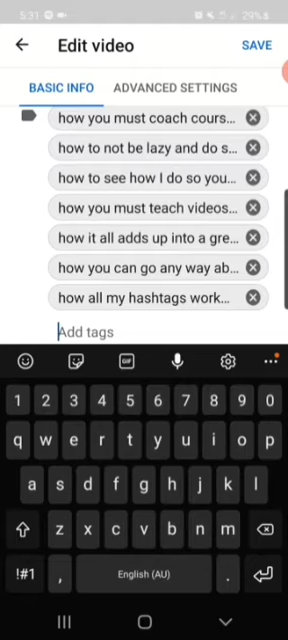 5:31
29%
Edit video
SAVE
BASIC INFO
ADVANCED SETTINGS
how you must coach cours...
how to not be lazy and do s...
how to see how I do so you...
how you must teach videos...
how it all adds up into a gre...
how you can go any way ab...
how all my hashtags work...
Add tags
GIF
1 2 3 4 5 6 7 8 9 0
q w e r t y u i o p
a s d f g h j k l
z x c v b n m
!#1 , English (AU) .